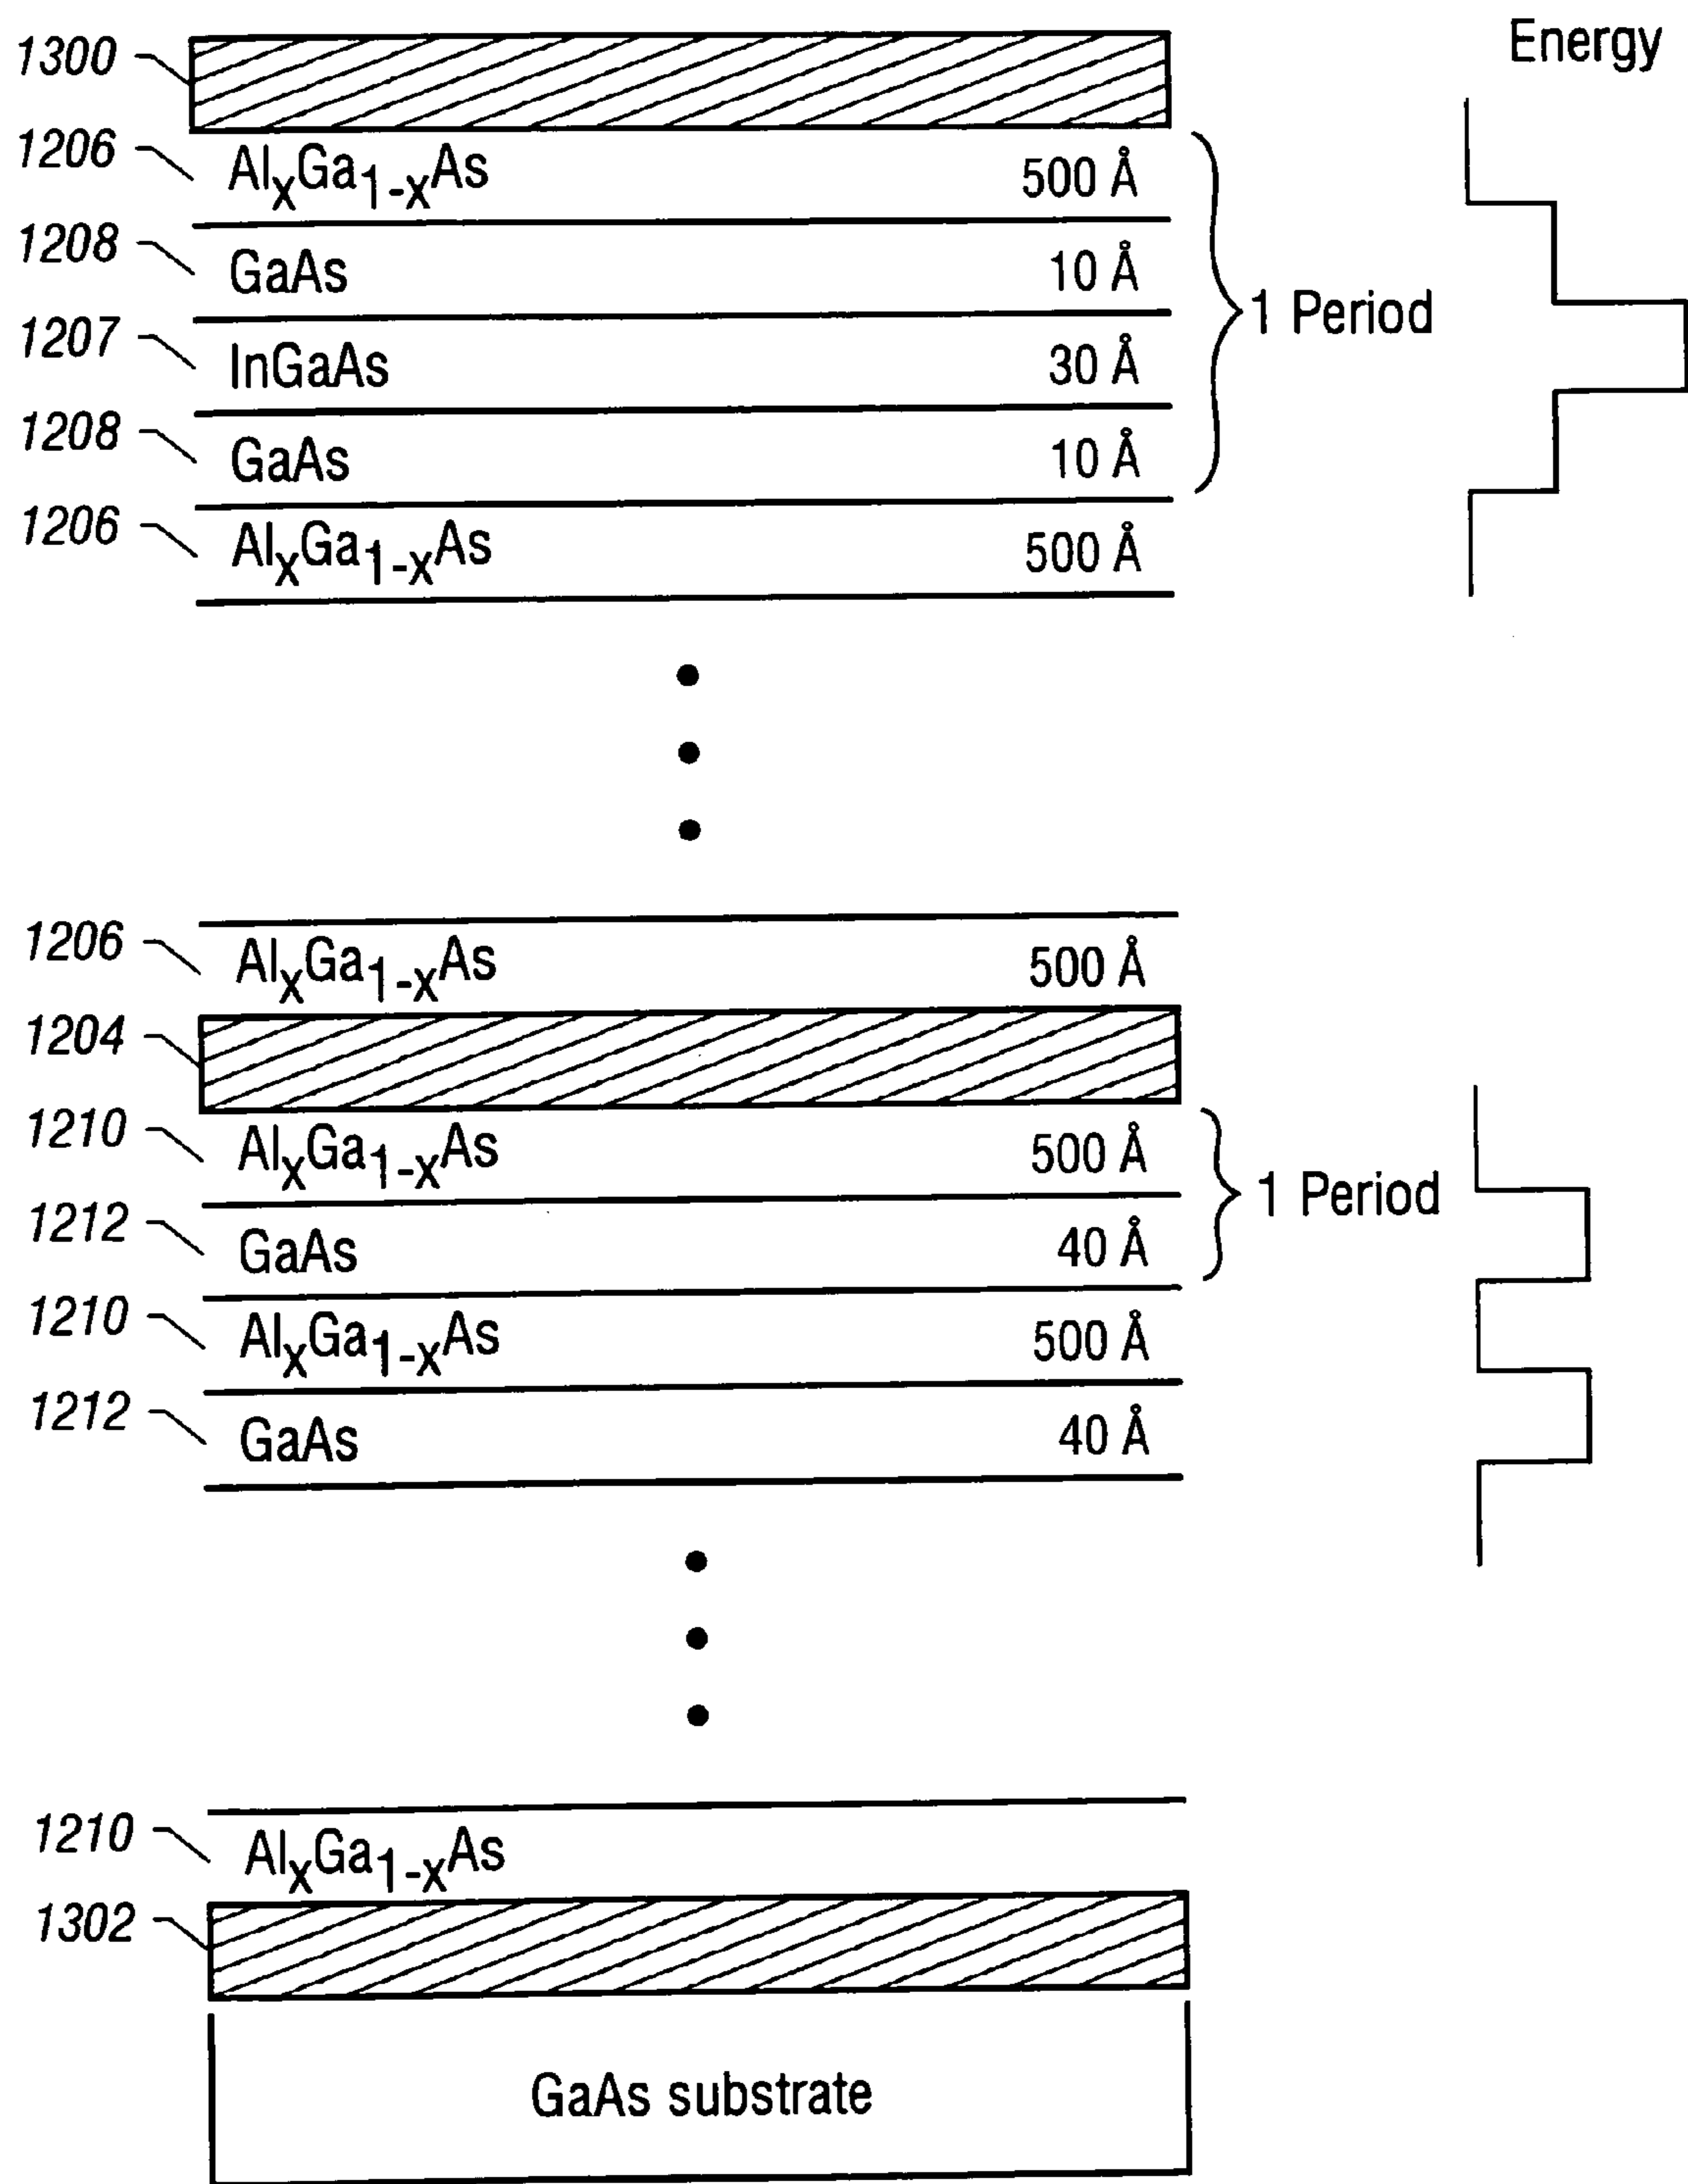 Energy
1300
1206 AlxGa1-xAs 500 Å
1208 GaAs 10 Å
1 Period
1207 InGaAs 30 Å
1208 GaAs 10 Å
1206 AlxGa1-xAs 500 Å
1206 AlxGa1-xAs 500 Å
1204
1210 AlxGa1-xAs 500 Å
1 Period
1212 GaAs 40 Å
1210 AlxGa1-xAs 500 Å
1212 GaAs 40 Å
1210 AlxGa1-xAs
1302
GaAs substrate